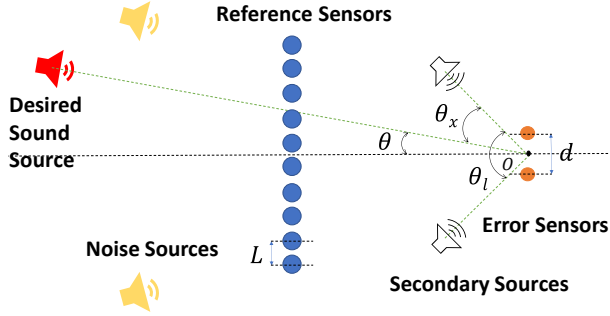 Reference Sensors
Desired
Sound
Source
θ
θₓ
θₗ
O
d
Error Sensors
Noise Sources
L
Secondary Sources